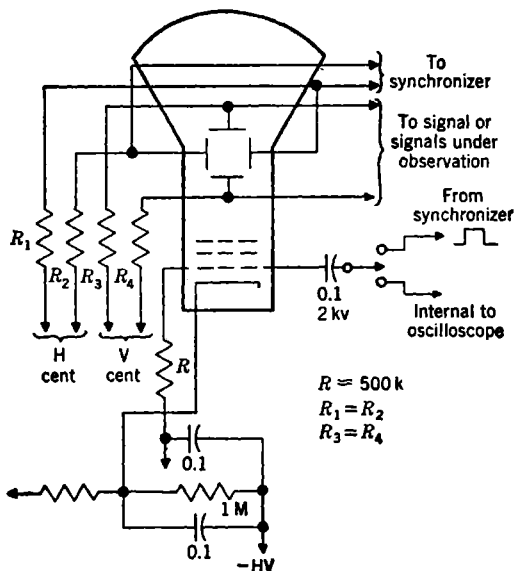 To
synchronizer
To signal or
signals under
observation
From
synchronizer
R₁
R₂
R₃
R₄
0.1
2 kv
Internal to
oscilloscope
H
cent
V
cent
R
R = 500 k
R₁ = R₂
R₃ = R₄
0.1
1 M
0.1
–HV